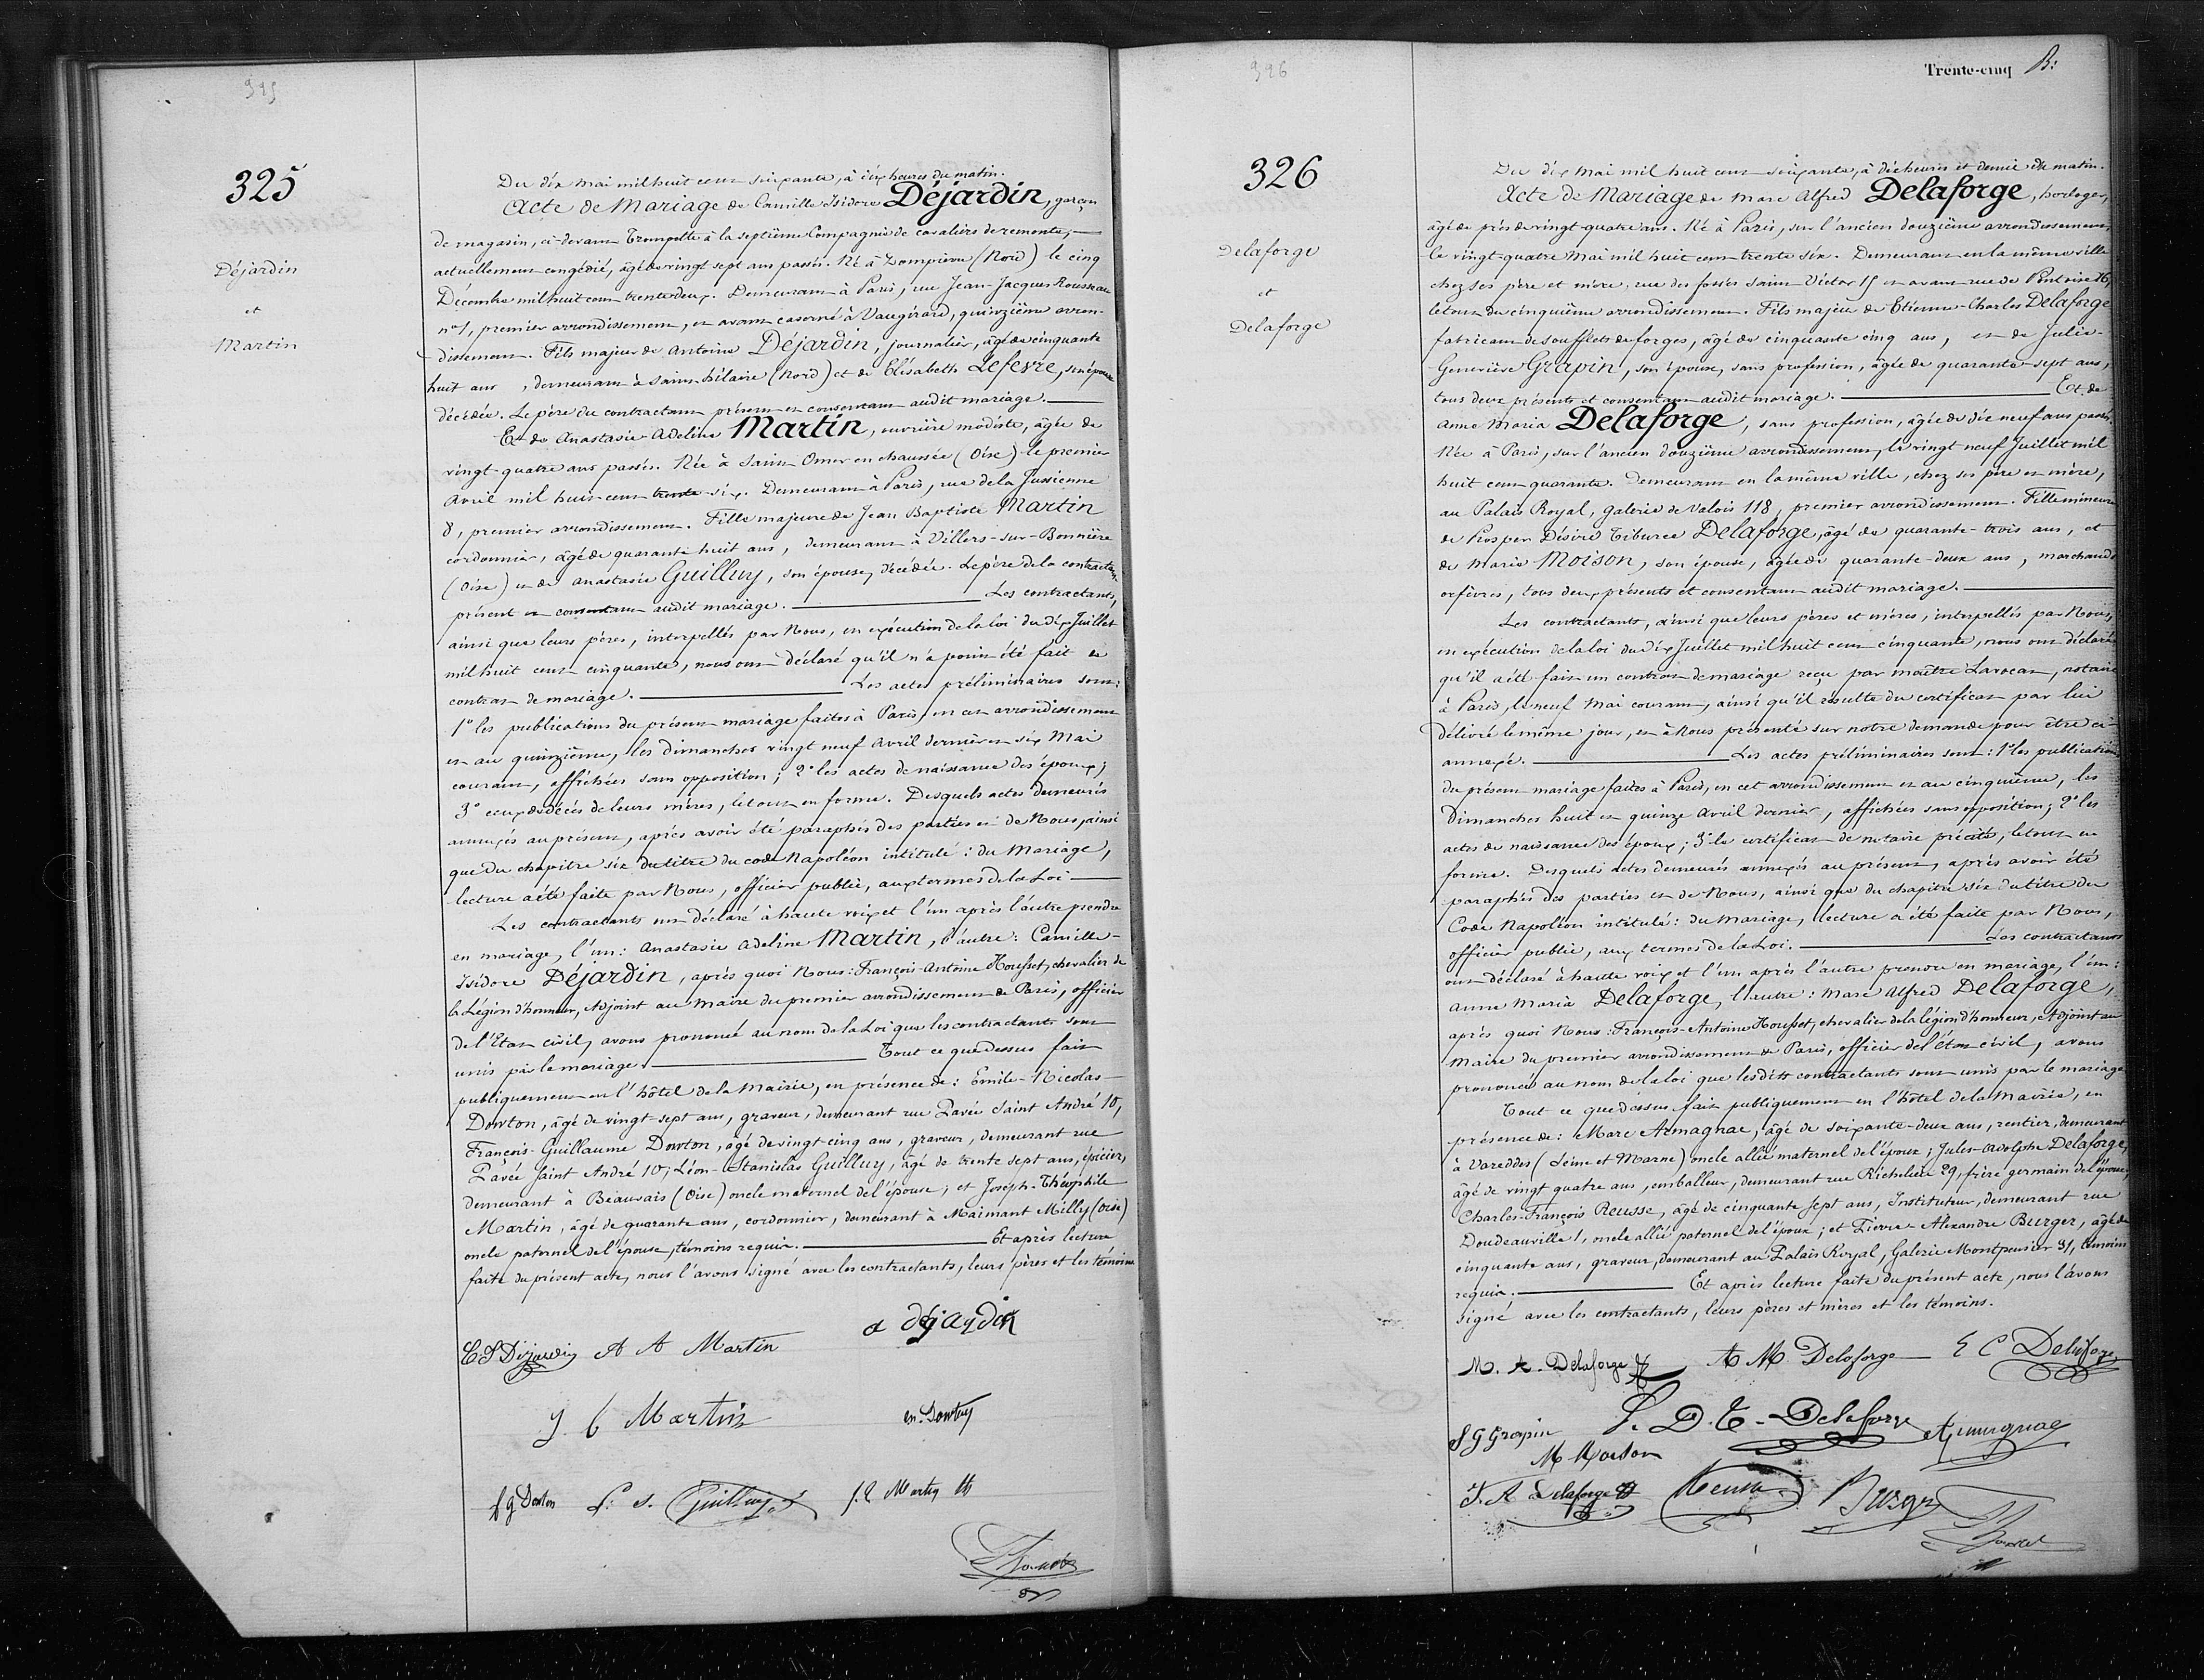 325
Déjardin
et
Martin
Du dix mai mil huit cent soixante, à dix heures du matin.
Acte de Mariage de Camille Isidore Déjardin, garçon
de magasin, ci-devant Trompette à la septième Compagnie de cavaliers de remonte,
actuellement congédié, âgé de vingt sept ans passés. Né à Dompierre (Nord) le cinq
Décembre mil huit cent trente deux. Demeurant à Paris, rue Jean-Jacques Rousseau
n° 1, premier arrondissement, et avant caserné à Vaugirard, quinzième arron-
dissement. Fils majeur de Antoine Déjardin, journalier, âgé de cinquante
huit ans, demeurant à Saint-hilaire (Nord) et de Elisabeth Lefevre, son épouse
décédée. Le père du contractant présent et consentant audit mariage.
Et de Anastasie Adeline Martin, ouvrière modiste, âgée de
vingt-quatre ans passés. Née à Saint Omer en chaussée (Oise) le premier
avril mil huit cent trente-six. Demeurant à Paris, rue de la Jussienne
8, premier arrondissement. Fille majeure de Jean Baptiste Martin
cordonnier, âgé de quarante huit ans, demeurant à Villers-sur-Bonnière
(Oise) et de Anastasie Guilluy, son épouse, décédée. Le père de la contractante
présent et consentant audit mariage. Les contractants,
ainsi que leurs pères, interpellés par Nous, en exécution de la loi du dix Juillet
mil huit cent cinquante, nous ont déclaré qu'il n'a point été fait de
contrat de mariage. Les actes préliminaires sont:
1° les publications du présent mariage faites à Paris, en cet arrondissement
et au quinzième, les dimanches vingt neuf avril dernier et six Mai
courant, affichées sans opposition; 2° les actes de naissance des époux;
3° ceux de décès de leurs mères, le tout en forme. Desquels actes demeurés
annexés au présent, après avoir été paraphés des parties et de Nous, ainsi
que du chapitre six du titre du code Napoléon intitulé: du Mariage,
lecture a été faite par Nous, officier public, aux termes de la Loi
Les contractants ont déclaré à haute voix et l'un après l'autre prendre
en mariage, l'un: Anastasie Adeline Martin, l'autre: Camille-
Isidore Déjardin, après quoi Nous: François-Antoine Housset, chevalier de
la Légion d'honneur, Adjoint au Maire du premier arrondissement de Paris, officier
de l'Etat civil, avons prononcé au nom de la Loi que les contractants sont
unis par le mariage. Tout ce que dessus fait
publiquement en l'hôtel de la Mairie, en présence de: Emile-Nicolas
Dowton, âgé de vingt-sept ans, graveur, demeurant rue Pavée Saint André 10,
François-Guillaume Dowton, âgé de vingt-cinq ans, graveur, demeurant rue
Pavée saint André 10; Léon-Stanislas Guilluy, âgé de trente sept ans, épicier,
demeurant à Beauvais (Oise) oncle maternel de l'épouse; et Joseph-Théophile
Martin, âgé de quarante ans, cordonnier, demeurant à Maimant Milly (Oise)
oncle paternel de l'épouse, témoins requis. Et après lecture
faite du présent acte, nous l'avons signé avec les contractants, leurs pères et les témoins
A A Martin a dejardin
J. b Martin en. Dowton
f g Dowton L. S. Guilluy J. t Martin
326
Delaforge
et
Delaforge
Trente-cinq
Du dix mai mil huit cent soixante, à dix heures et demie du matin.
Acte de Mariage de Marc Alfred Delaforge, horloger,
âgé de près de vingt-quatre ans. Né à Paris, sur l'ancien douzième arrondissement,
le vingt-quatre Mai mil huit cent trente six. Demeurant en la même ville
chez ses père et mère, rue des fossés Saint-Victor 15 et avant rue de Pontoise 16,
le tout du cinquième arrondissement. Fils majeur de Etienne-Charles Delaforge
fabricant de soufflets de forges, âgé de cinquante cinq ans, et de Julie-
Geneviève Grapin, son épouse, sans profession, âgée de quarante-sept ans,
tous deux présents et consentant audit mariage. Et de
Anne Maria Delaforge, sans profession, âgée de dix neuf ans passés.
Née à Paris, sur l'ancien douzième arrondissement, le vingt neuf Juillet mil
huit cent quarante. Demeurant en la même ville, chez ses père et mère,
au Palais Royal, galerie de Valois 118, premier arrondissement. Fille mineure
de Prosper Désiré Tiburce Delaforge, âgé de quarante-trois ans, et
de Marie Moison, son épouse, âgée de quarante-deux ans, marchands
orfèvres, tous deux présents et consentant audit mariage.
Les contractants, ainsi que leurs pères et mères, interpellés par Nous,
en exécution de la loi du dix Juillet mil huit cent cinquante, nous ont déclaré
qu'il a été fait un contrat de mariage reçu par maître Lavocat, notaire
à Paris, le neuf Mai courant, ainsi qu'il résulte du certificat par lui
délivré le même jour, et à Nous présenté sur notre demande pour être ci-
annexé. Les actes préliminaires sont: 1° les publications
du présent mariage faites à Paris, en cet arrondissement et au cinquième, les
Dimanches huit et quinze Avril dernier, affichées sans opposition; 2° les
actes de naissance des époux; 3° le certificat de notaire précité, le tout en
forme. Desquels actes demeurés annexés au présent, après avoir été
paraphés des parties et de Nous, ainsi que du chapitre six du titre du
Code Napoléon intitulé: du Mariage, lecture a été faite par Nous,
officier public, aux termes de la Loi. Les contractants
ont déclaré à haute voix et l'un après l'autre prendre en mariage, l'un:
Anne Maria Delaforge, l'autre: Marc Alfred Delaforge,
après quoi Nous: François-Antoine Housset, chevalier de la légion d'honneur, Adjoint au
Maire du premier arrondissement de Paris, officier de l'état civil, avons
prononcé au nom de la loi que lesdits contractants sont unis par le mariage
Tout ce que dessus fait publiquement en l'hôtel de la Mairie, en
présence de: Marc Armagnac, âgé de soixante-deux ans, rentier, demeurant
à Vareddes (Seine et Marne) oncle allié maternel de l'époux; Jules-Adolphe Delaforge,
âgé de vingt quatre ans, emballeur, demeurant rue Richelieu 29, frère germain de l'épouse;
Charles-François Reusse, âgé de cinquante sept ans, Instituteur, demeurant rue
Doudeauville 1, oncle allié paternel de l'époux; et Pierre-Alexandre Burger, âgé de
cinquante ans, graveur, demeurant au Palais Royal, Galerie Montpensier 31, témoins
requis. Et après lecture faite du présent acte, nous l'avons
signé avec les contractants, leurs pères et mères et les témoins.
M. A. Delaforge A M Delaforge E C Delaforge
J G Grapin P. D. T. Delaforge Armagnac
M Moison
J. A Delaforge Reusse Burger